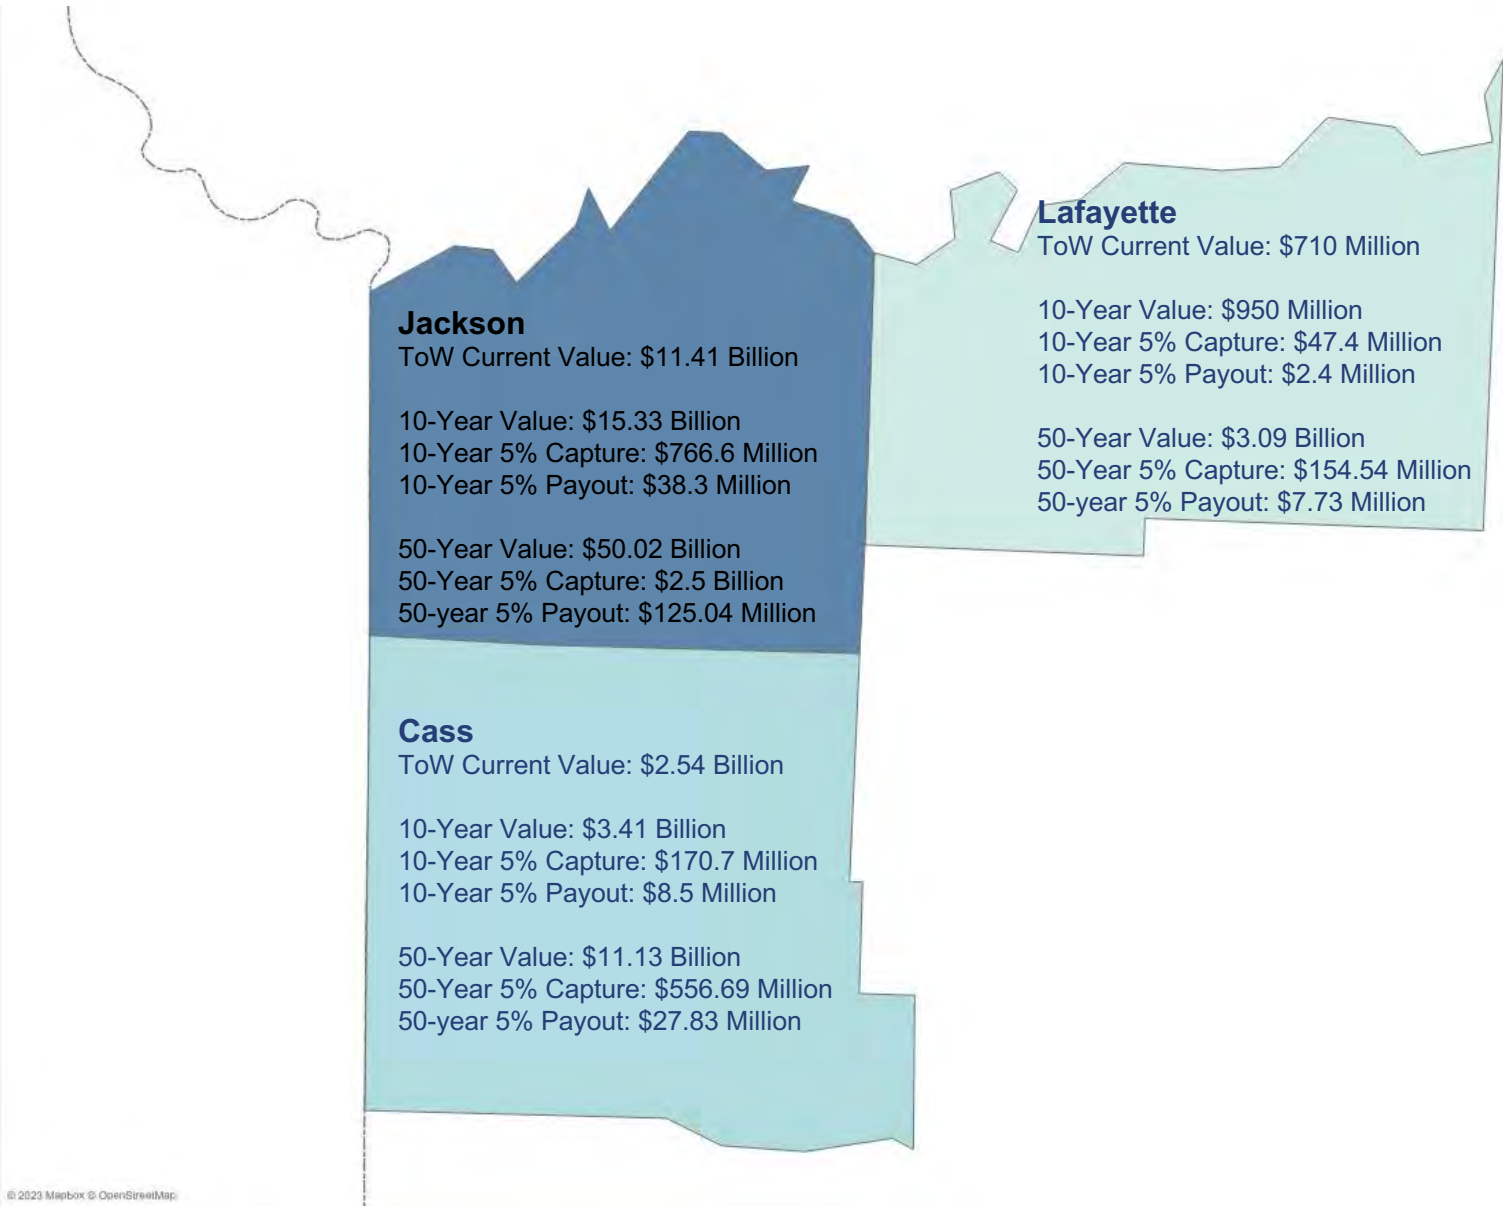 Jackson
ToW Current Value: $11.41 Billion
10-Year Value: $15.33 Billion
10-Year 5% Capture: $766.6 Million
10-Year 5% Payout: $38.3 Million
50-Year Value: $50.02 Billion
50-Year 5% Capture: $2.5 Billion
50-year 5% Payout: $125.04 Million
Lafayette
ToW Current Value: $710 Million
10-Year Value: $950 Million
10-Year 5% Capture: $47.4 Million
10-Year 5% Payout: $2.4 Million
50-Year Value: $3.09 Billion
50-Year 5% Capture: $154.54 Million
50-year 5% Payout: $7.73 Million
Cass
ToW Current Value: $2.54 Billion
10-Year Value: $3.41 Billion
10-Year 5% Capture: $170.7 Million
10-Year 5% Payout: $8.5 Million
50-Year Value: $11.13 Billion
50-Year 5% Capture: $556.69 Million
50-year 5% Payout: $27.83 Million
© 2023 Mapbox © OpenStreetMap